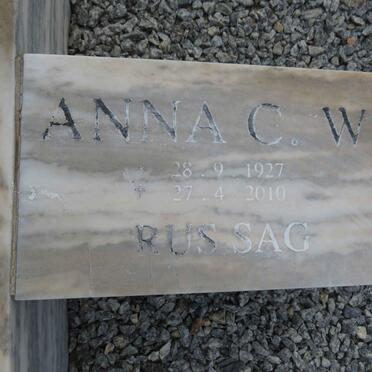 ANNA C. W
28.9 1927
27.4 2010
RUS SAG